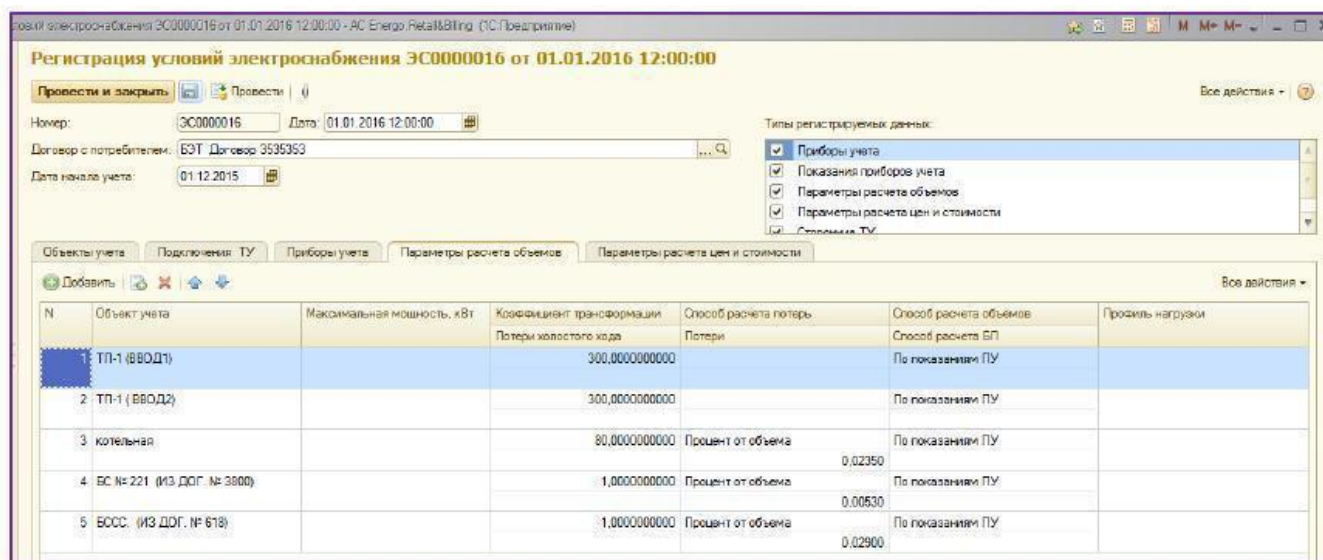 ловий электроснабжения ЭС0000016 от 01.01.2016 12:00:00 - АС Energo.Retail&Billing (1С:Предприятие)
M M+ M-
Регистрация условий электроснабжения ЭС0000016 от 01.01.2016 12:00:00
Провести и закрыть Провести Все действия
Номер: ЭС0000016 Дата: 01.01.2016 12:00:00 Типы регистрируемых данных:
Договор с потребителем: БЭТ Договор 3535353 ... Приборы учета
Показания приборов учета
Дата начала учета: 01.12.2015
Параметры расчета объемов
Параметры расчета цен и стоимости
Сторонние ТУ
Объекты учета Подключения ТУ Приборы учета Параметры расчета объемов Параметры расчета цен и стоимости
Добавить Все действия
N Объект учета Максимальная мощность, кВт Коэффициент трансформации Способ расчета потерь Способ расчета объемов Профиль нагрузки
Потери холостого хода Потери Способ расчета БП
1 ТП-1 (ВВОД1) 300,0000000000 По показаниям ПУ
2 ТП-1 ( ВВОД2) 300,0000000000 По показаниям ПУ
3 котельная 80,0000000000 Процент от объема По показаниям ПУ
0,02350
4 БС № 221 (ИЗ ДОГ. № 3800) 1,0000000000 Процент от объема По показаниям ПУ
0,00530
5 БССС. (ИЗ ДОГ. № 618) 1,0000000000 Процент от объема По показаниям ПУ
0,02900